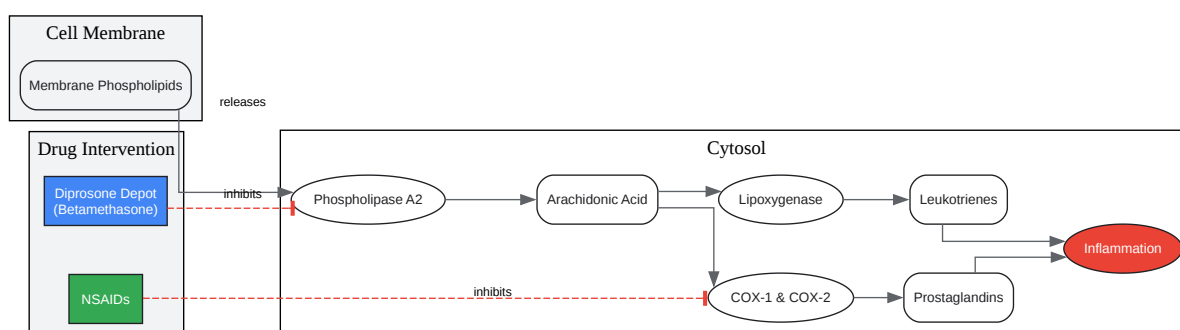 Cell Membrane
Membrane Phospholipids
releases
Drug Intervention
Diprosone Depot
(Betamethasone)
inhibits
NSAIDs
inhibits
Cytosol
Phospholipase A2
Arachidonic Acid
Lipoxygenase
Leukotrienes
COX-1 & COX-2
Prostaglandins
Inflammation